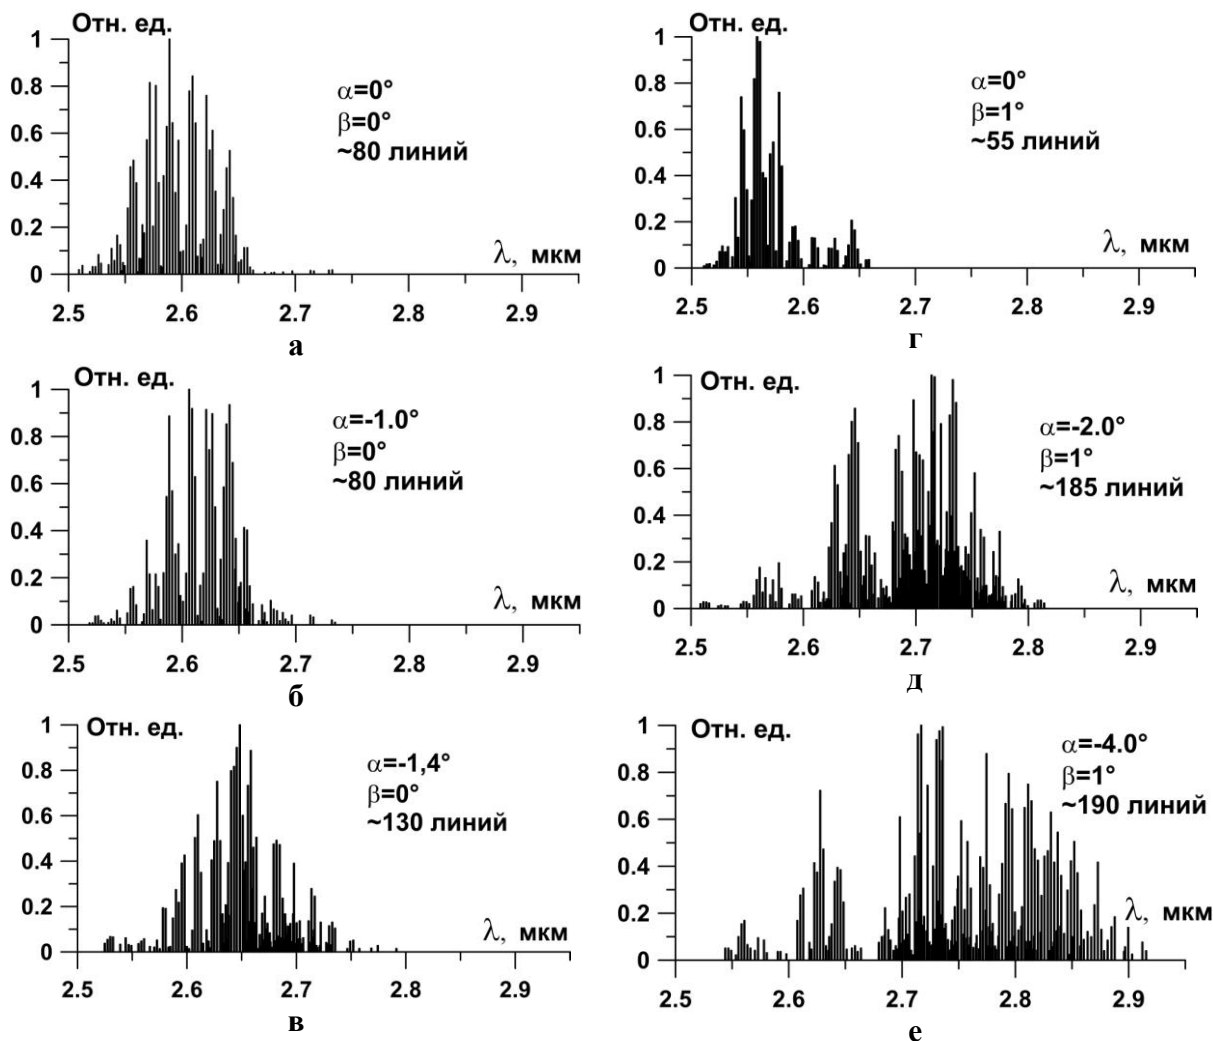 Отн. ед.
1
0.8
0.6
0.4
0.2
0
α=0°
β=0°
~80 линий
λ, мкм
2.5 2.6 2.7 2.8 2.9
а
Отн. ед.
1
0.8
0.6
0.4
0.2
0
α=0°
β=1°
~55 линий
λ, мкм
2.5 2.6 2.7 2.8 2.9
г
Отн. ед.
1
0.8
0.6
0.4
0.2
0
α=-1.0°
β=0°
~80 линий
λ, мкм
2.5 2.6 2.7 2.8 2.9
б
Отн. ед.
1
0.8
0.6
0.4
0.2
0
α=-2.0°
β=1°
~185 линий
λ, мкм
2.5 2.6 2.7 2.8 2.9
д
Отн. ед.
1
0.8
0.6
0.4
0.2
0
α=-1,4°
β=0°
~130 линий
λ, мкм
2.5 2.6 2.7 2.8 2.9
в
Отн. ед.
1
0.8
0.6
0.4
0.2
0
α=-4.0°
β=1°
~190 линий
λ, мкм
2.5 2.6 2.7 2.8 2.9
е